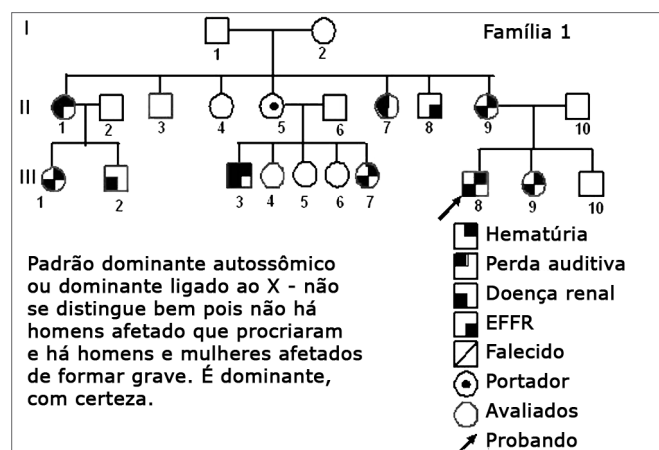 I
Família 1
1
2
II
1
2
3
4
5
6
7
8
9
10
III
1
2
3
4
5
6
7
8
9
10
Padrão dominante autossômico
ou dominante ligado ao X - não
se distingue bem pois não há
homens afetado que procriaram
e há homens e mulheres afetados
de formar grave. É dominante,
com certeza.
Hematúria
Perda auditiva
Doença renal
EFFR
Falecido
Portador
Avaliados
Probando